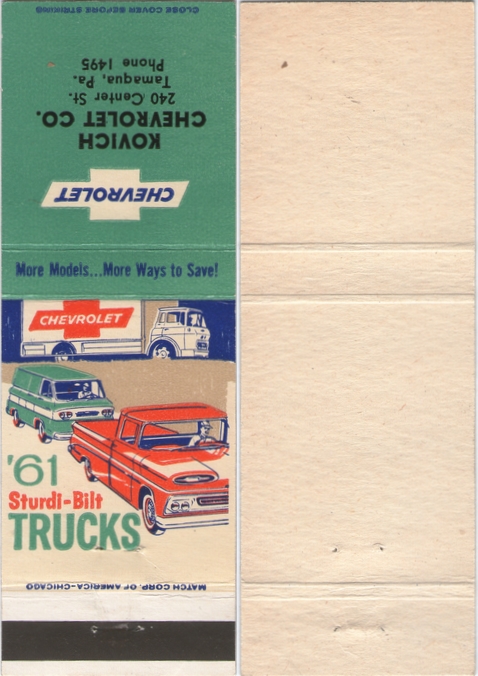 CLOSE COVER BEFORE STRIKING
KOVICH
CHEVROLET CO.
240 Center St.
Tamaqua, Pa.
Phone 1495
CHEVROLET
More Models...More Ways to Save!
CHEVROLET
'61
Sturdi-Bilt
TRUCKS
MATCH CORP. OF AMERICA-CHICAGO